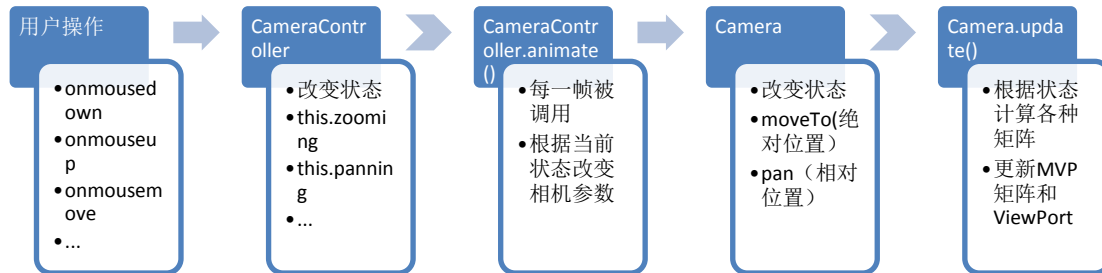 用户操作
•onmoused
own
•onmouseu
p
•onmousem
ove
•...
CameraContr
oller
•改变状态
•this.zoomi
ng
•this.pannin
g
•...
CameraContr
oller.animate
()
•每一帧被
调用
•根据当前
状态改变
相机参数
Camera
•改变状态
•moveTo(绝
对位置）
•pan（相对
位置）
Camera.upda
te()
•根据状态
计算各种
矩阵
•更新MVP
矩阵和
ViewPort